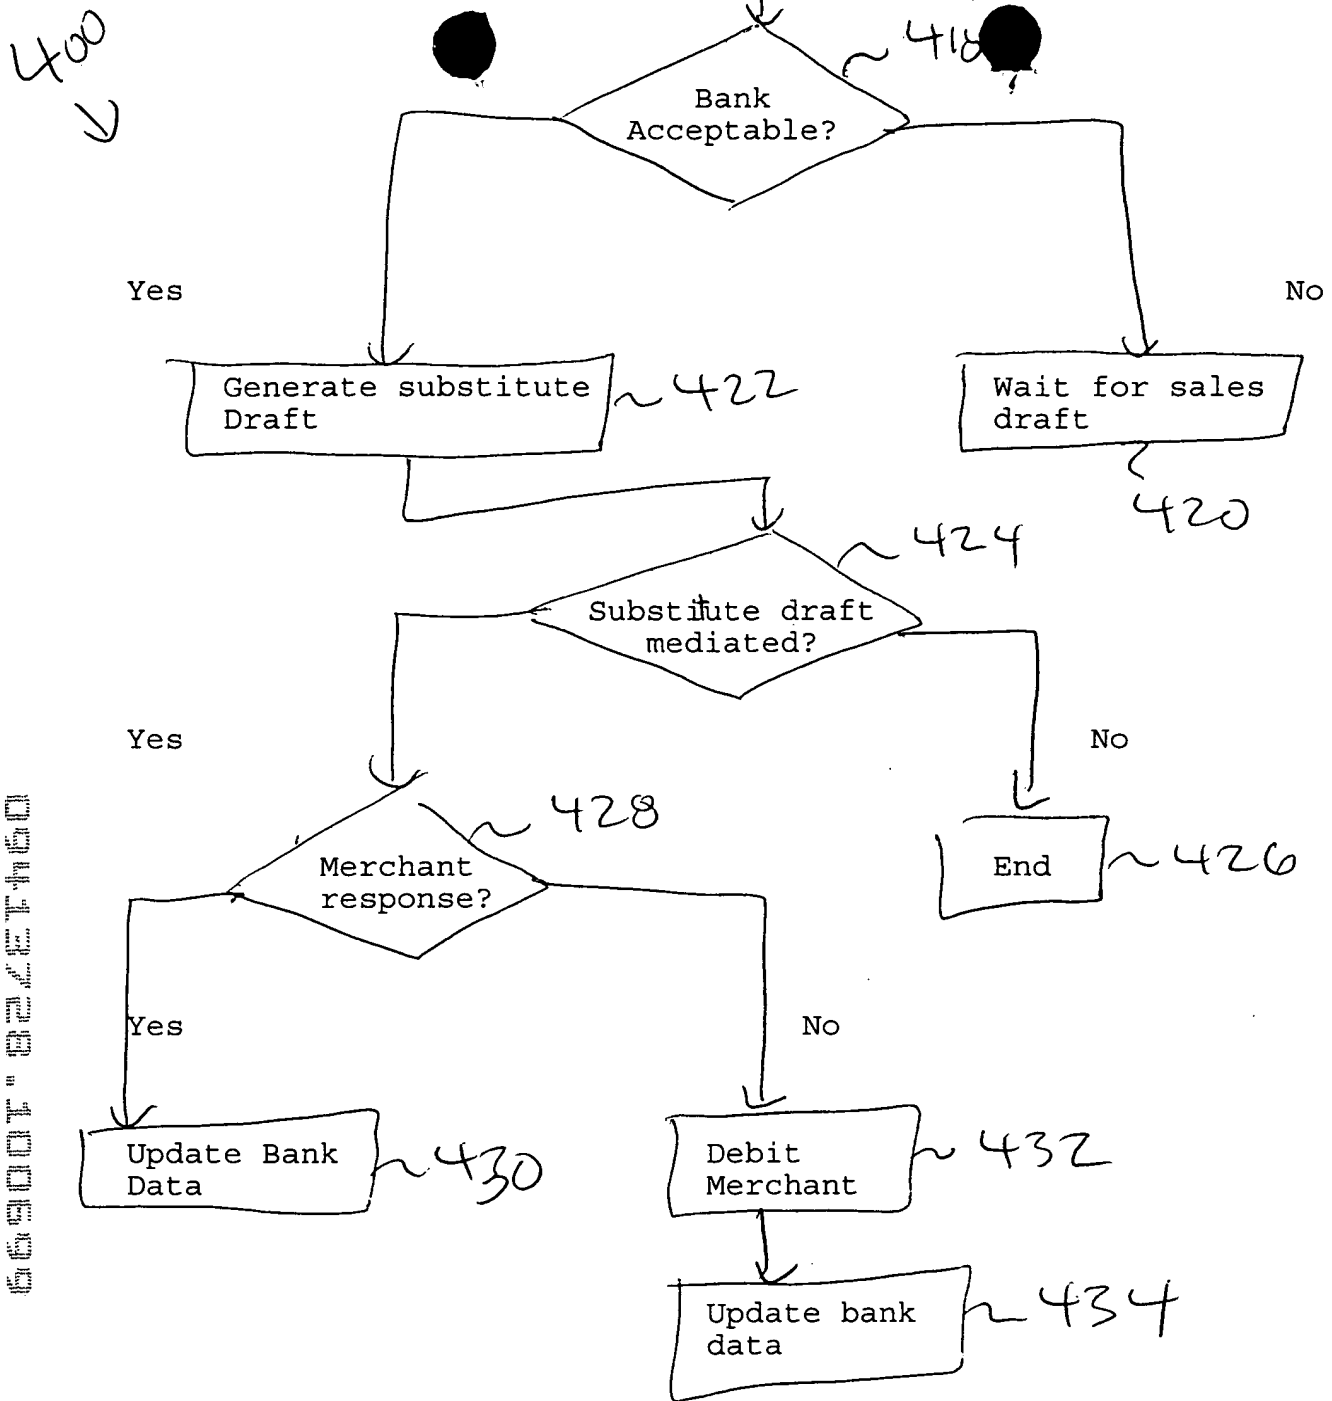 400
418
Bank
Acceptable?
Yes
No
Generate substitute
Draft
422
Wait for sales
draft
420
424
Substitute draft
mediated?
Yes
No
428
Merchant
response?
End
426
Yes
No
Update Bank
Data
430
Debit
Merchant
432
Update bank
data
434
09413728.100699